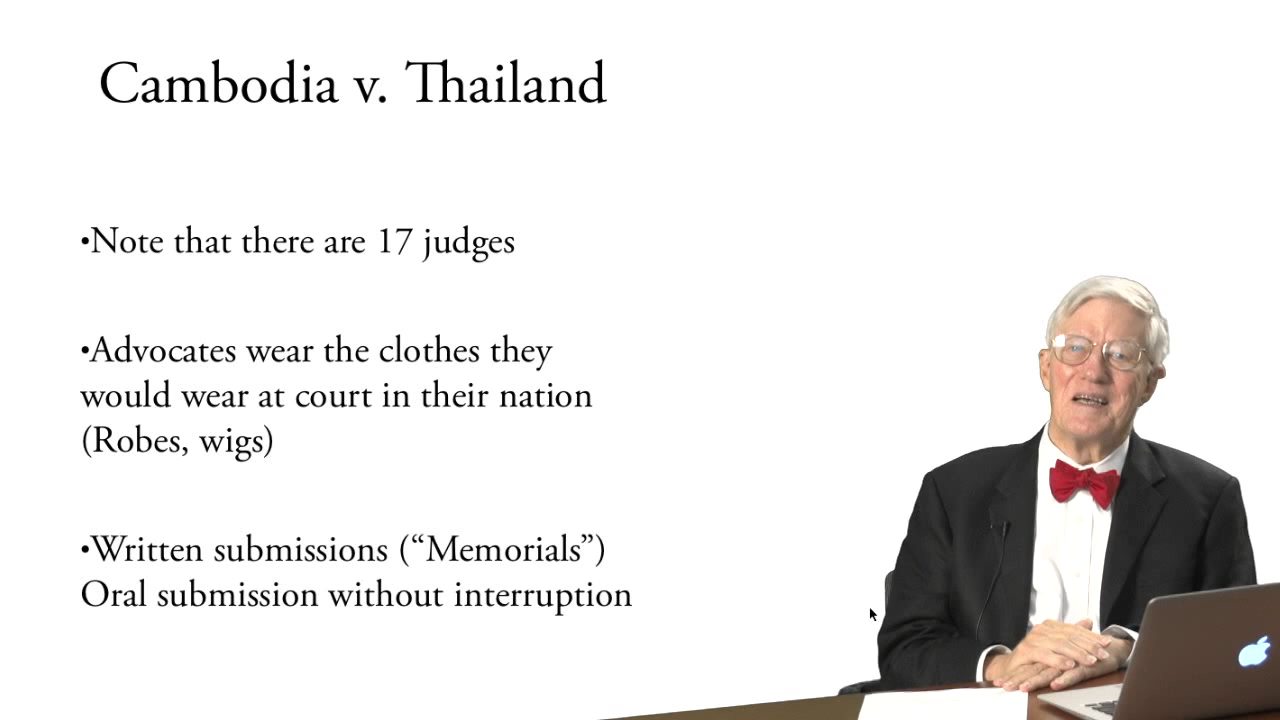 Cambodia v. Thailand
•Note that there are 17 judges
•Advocates wear the clothes they
would wear at court in their nation
(Robes, wigs)
•Written submissions (“Memorials”)
Oral submission without interruption